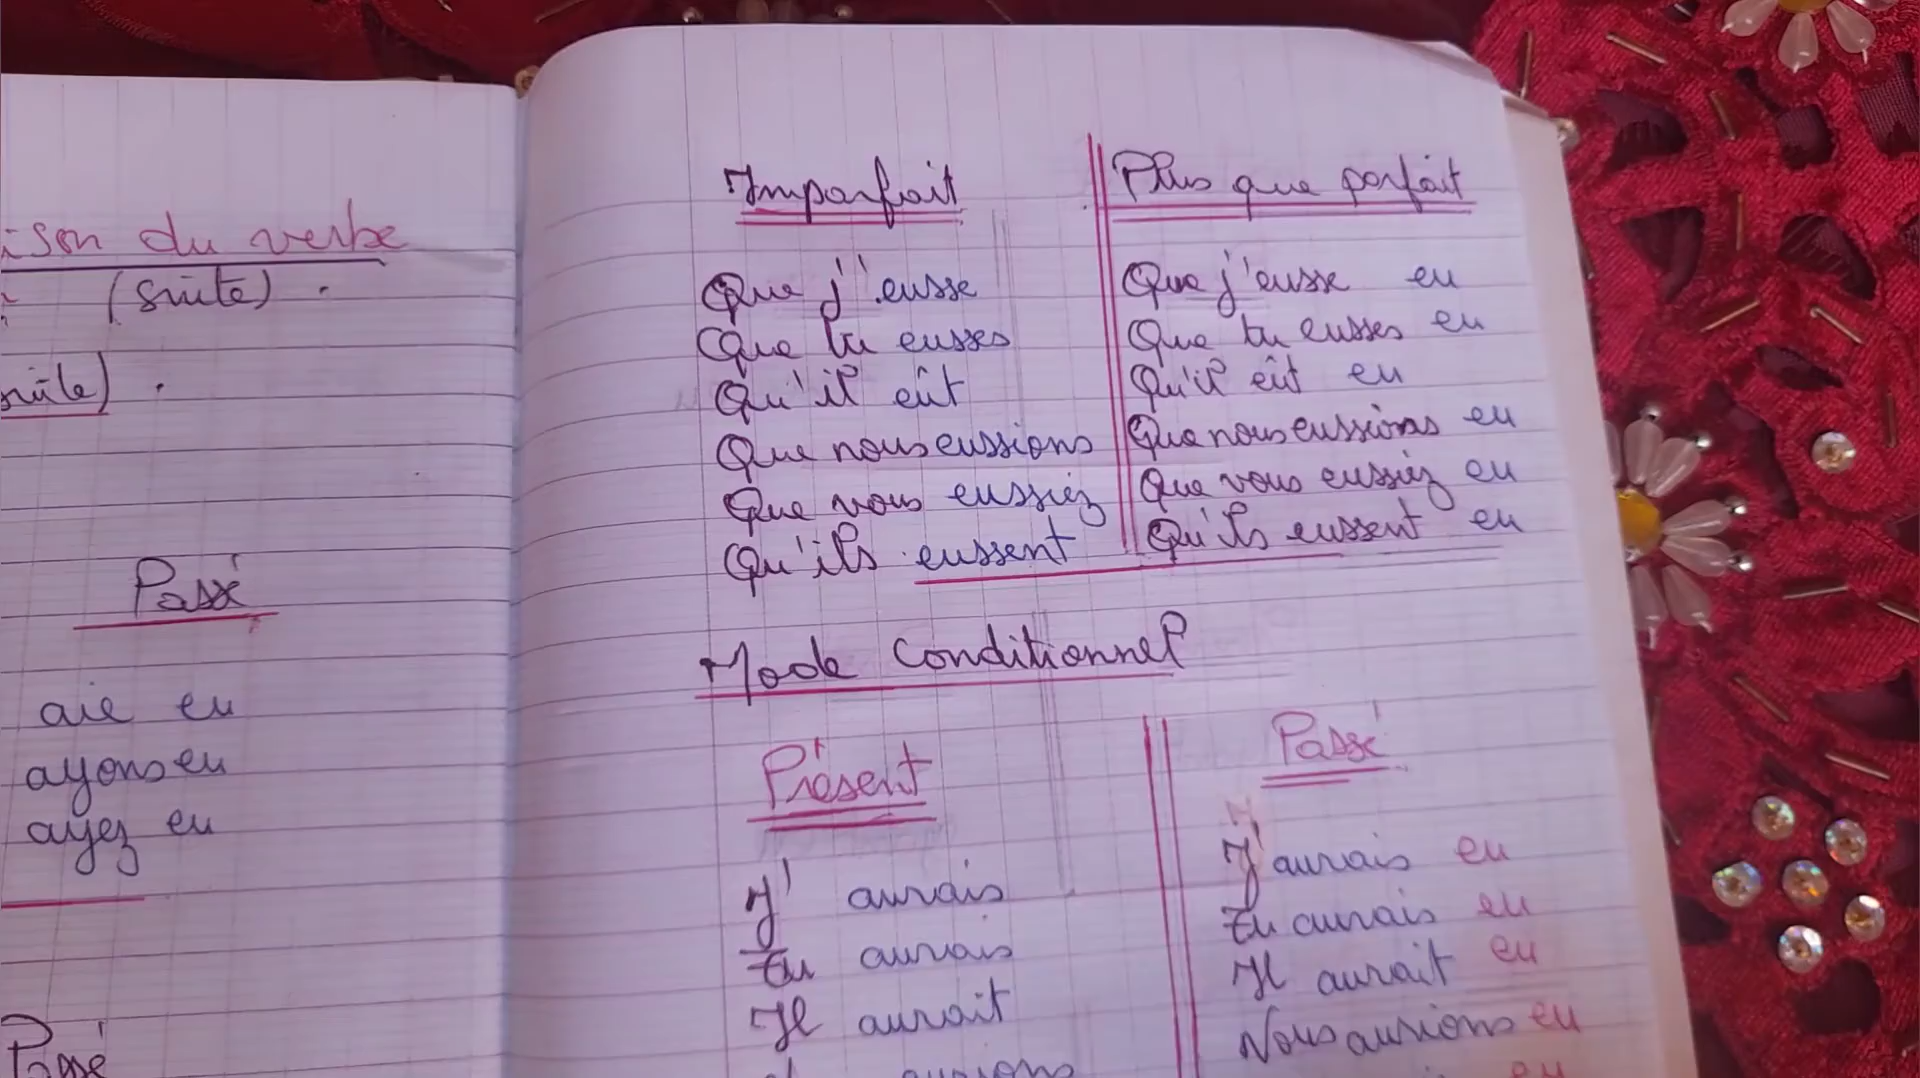 ison du verbe
(suite).
Passé
aie eu
ayons eu
ayez eu
Passé
Imparfait
Que j'eusse
Que tu eusses
Qu'il eût
Que nous eussions
Que vous eussiez
Qu'ils eussent
Plus que parfait
Que j'eusse eu
Que tu eusses eu
Qu'il eût eu
Que nous eussions eu
Que vous eussiez eu
Qu'ils eussent eu
Mode Conditionnel
Présent
J' aurais
Tu aurais
Il aurait
Passé
J'aurais eu
Tu aurais eu
Il aurait eu
Nous aurions eu